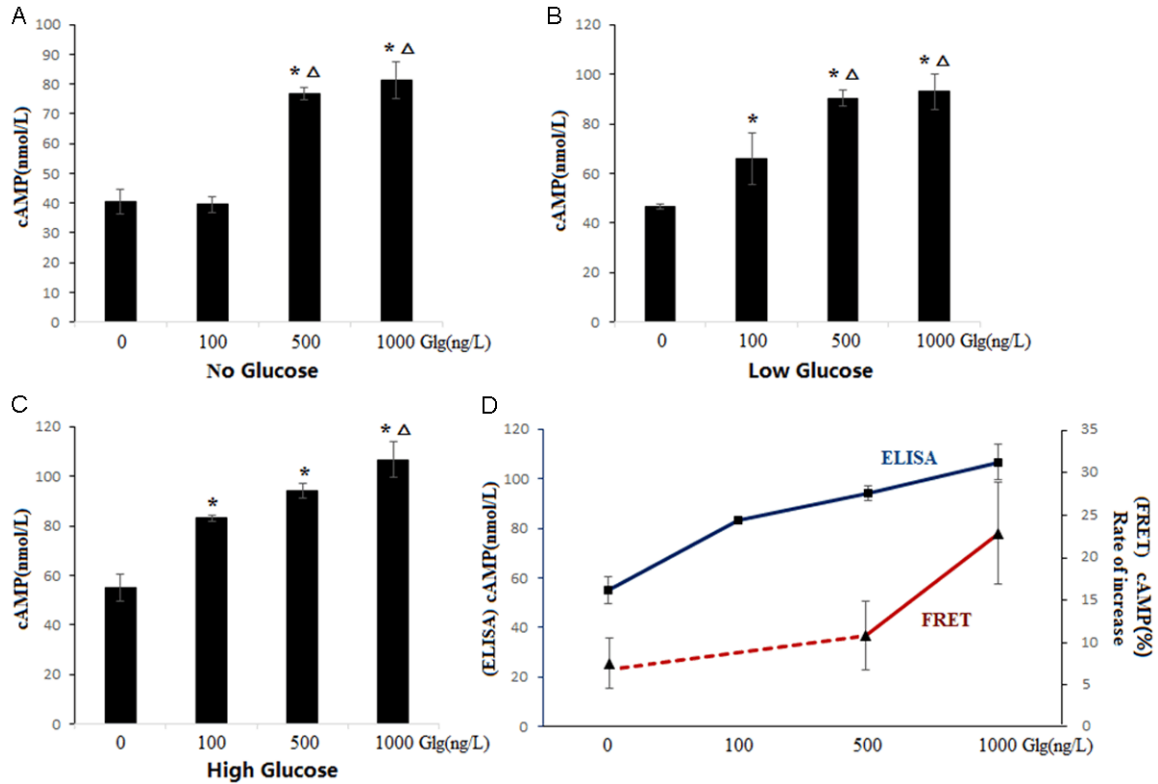 A
cAMP(nmol/L)
100
90
80
70
60
50
40
30
20
10
0
* Δ
* Δ
0 100 500 1000 Glg(ng/L)
No Glucose
B
cAMP(nmol/L)
120
100
80
60
40
20
0
*
* Δ
* Δ
0 100 500 1000 Glg(ng/L)
Low Glucose
C
cAMP(nmol/L)
120
100
80
60
40
20
0
*
*
* Δ
0 100 500 1000 Glg(ng/L)
High Glucose
D
(ELISA) cAMP(nmol/L)
120
100
80
60
40
20
0
ELISA
FRET
35
30
25
20
15
10
5
0
(FRET) cAMP(%)
Rate of increase
0 100 500 1000 Glg(ng/L)